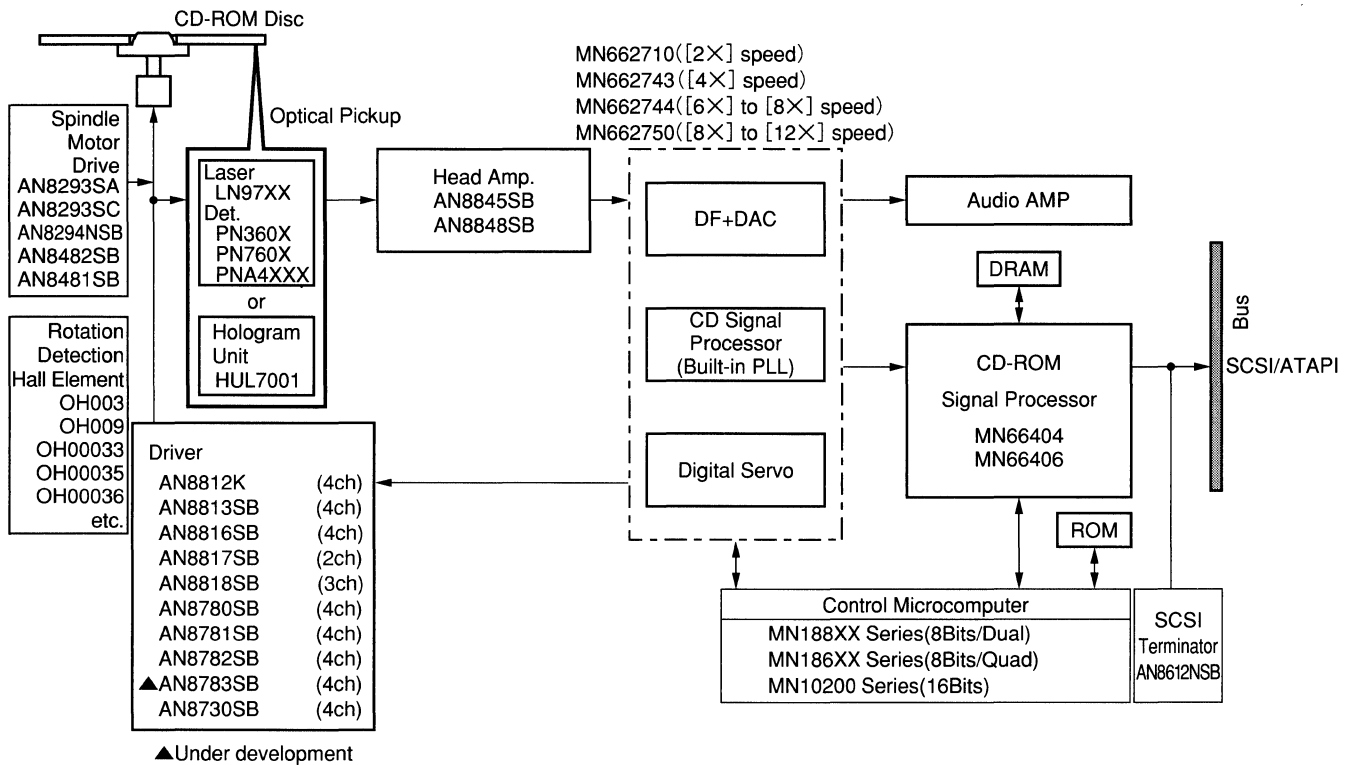 CD-ROM Disc
Optical Pickup
Spindle
Motor
Drive
AN8293SA
AN8293SC
AN8294NSB
AN8482SB
AN8481SB
Rotation
Detection
Hall Element
OH003
OH009
OH00033
OH00035
OH00036
etc.
Laser
LN97XX
Det.
PN360X
PN760X
PNA4XXX
or
Hologram
Unit
HUL7001
Driver
AN8812K (4ch)
AN8813SB (4ch)
AN8816SB (4ch)
AN8817SB (2ch)
AN8818SB (3ch)
AN8780SB (4ch)
AN8781SB (4ch)
AN8782SB (4ch)
▲AN8783SB (4ch)
AN8730SB (4ch)
▲Under development
Head Amp.
AN8845SB
AN8848SB
MN662710([2×] speed)
MN662743([4×] speed)
MN662744([6×] to [8×] speed)
MN662750([8×] to [12×] speed)
DF+DAC
CD Signal
Processor
(Built-in PLL)
Digital Servo
Audio AMP
DRAM
CD-ROM
Signal Processor
MN66404
MN66406
ROM
Bus
SCSI/ATAPI
Control Microcomputer
MN188XX Series(8Bits/Dual)
MN186XX Series(8Bits/Quad)
MN10200 Series(16Bits)
SCSI
Terminator
AN8612NSB